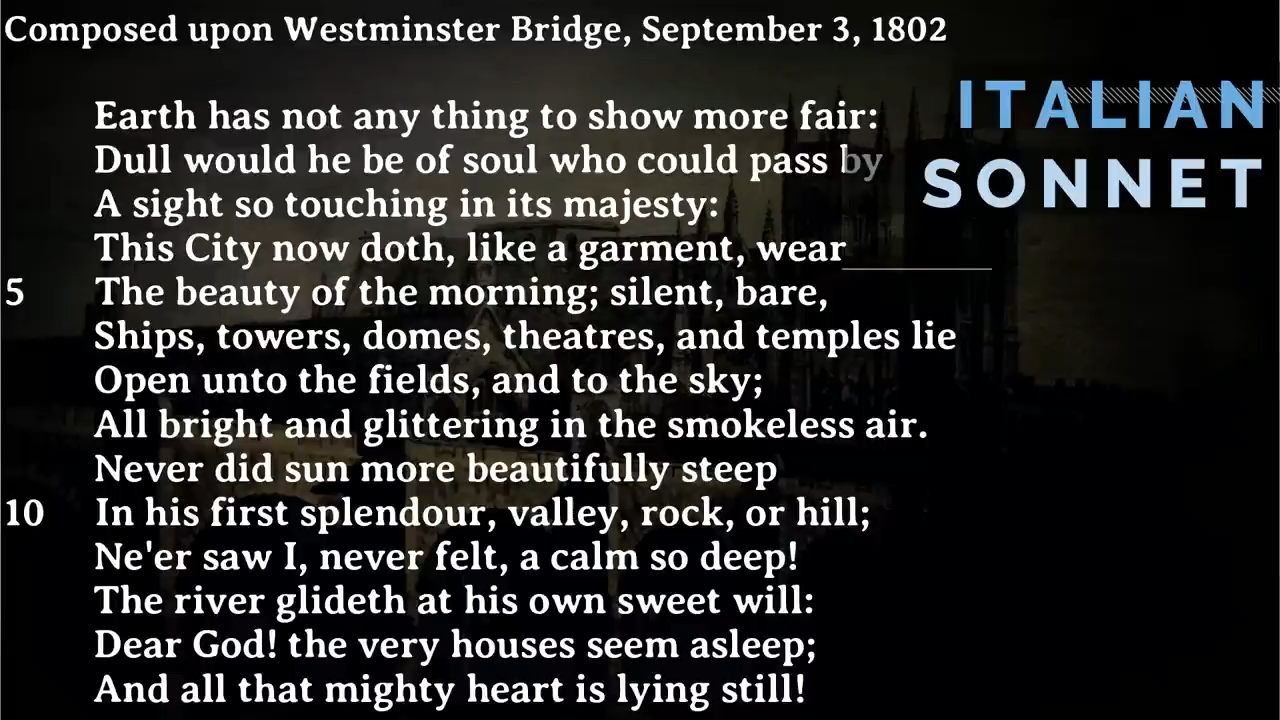 Composed upon Westminster Bridge, September 3, 1802
ITALIAN
SONNET
Earth has not any thing to show more fair:
Dull would he be of soul who could pass by
A sight so touching in its majesty:
This City now doth, like a garment, wear
5 The beauty of the morning; silent, bare,
Ships, towers, domes, theatres, and temples lie
Open unto the fields, and to the sky;
All bright and glittering in the smokeless air.
Never did sun more beautifully steep
10 In his first splendour, valley, rock, or hill;
Ne'er saw I, never felt, a calm so deep!
The river glideth at his own sweet will:
Dear God! the very houses seem asleep;
And all that mighty heart is lying still!